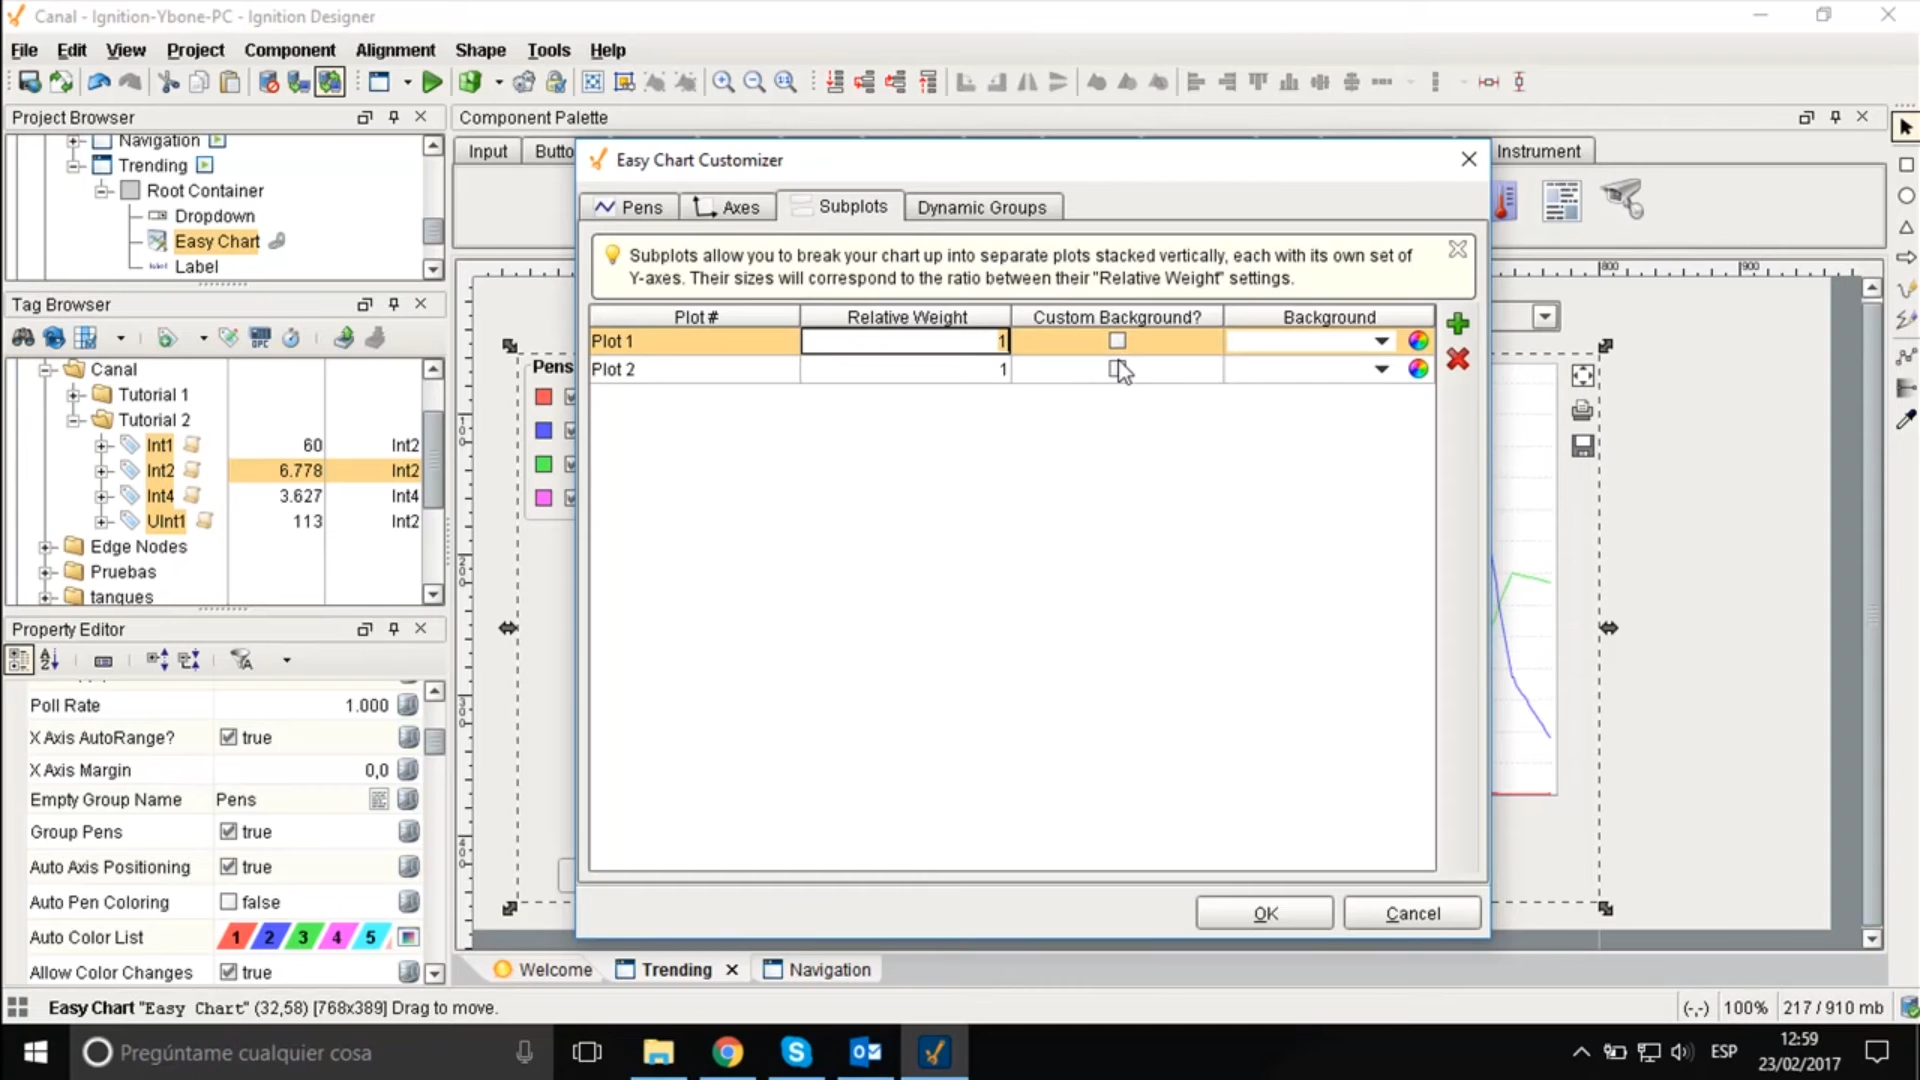 Canal - Ignition-Ybone-PC - Ignition Designer
File Edit View Project Component Alignment Shape Tools Help
Project Browser
Navigation
Trending
Root Container
Dropdown
Easy Chart
Label
Tag Browser
Canal
Tutorial 1
Tutorial 2
Int1 60 Int2
Int2 6.778 Int2
Int4 3.627 Int4
UInt1 113 Int2
Edge Nodes
Pruebas
tanques
Property Editor
Poll Rate 1.000
X Axis AutoRange? true
X Axis Margin 0,0
Empty Group Name Pens
Group Pens true
Auto Axis Positioning true
Auto Pen Coloring false
Auto Color List 1 2 3 4 5
Allow Color Changes true
Component Palette
Input Butto Instrument
800 900
100
200
300
400
Pens
Easy Chart Customizer
Pens Axes Subplots Dynamic Groups
Subplots allow you to break your chart up into separate plots stacked vertically, each with its own set of
Y-axes. Their sizes will correspond to the ratio between their "Relative Weight" settings.
Plot # Relative Weight Custom Background? Background
Plot 1 1
Plot 2 1
OK Cancel
Welcome Trending Navigation
Easy Chart "Easy Chart" (32,58) [768x389] Drag to move.
(-,-) 100% 217 / 910 mb
Pregúntame cualquier cosa
ESP
12:59
23/02/2017